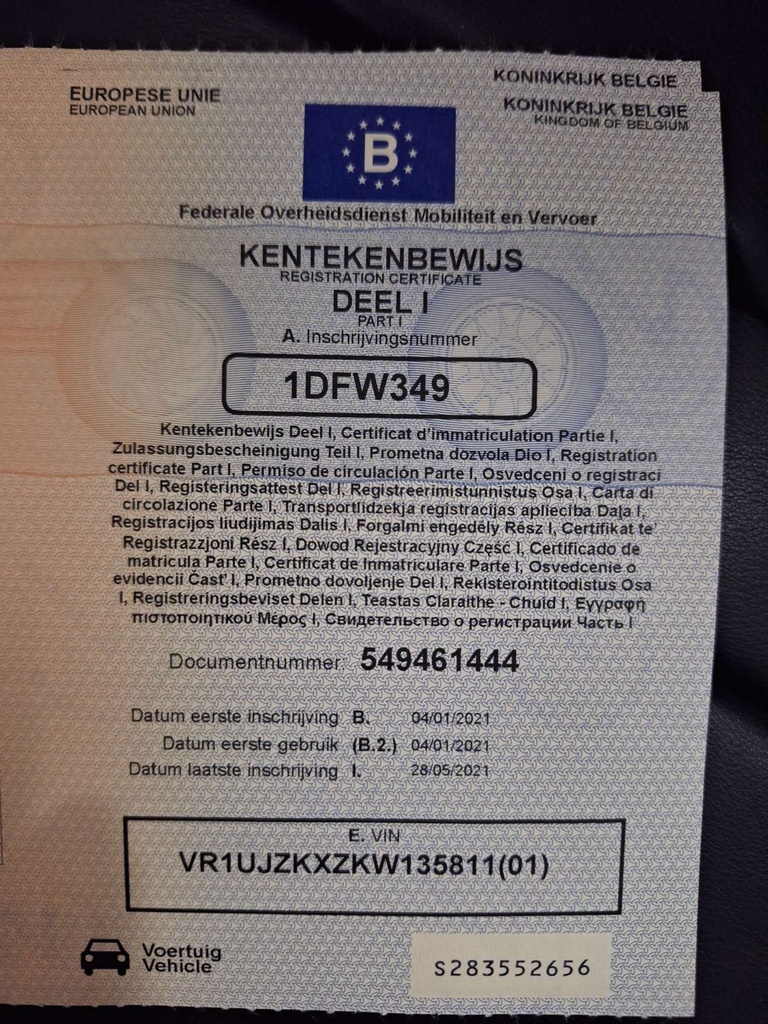 KONINKRIJK BELGIE
EUROPESE UNIE
EUROPEAN UNION
KONINKRIJK BELGIE
KINGDOM OF BELGIUM
B
Federale Overheidsdienst Mobiliteit en Vervoer
KENTEKENBEWIJS
REGISTRATION CERTIFICATE
DEEL I
PART I
A. Inschrijvingsnummer
1DFW349
Kentekenbewijs Deel I, Certificat d'immatriculation Partie I,
Zulassungsbescheinigung Teil I, Prometna dozvola Dio I, Registration
certificate Part I, Permiso de circulación Parte I, Osvedceni o registraci
Del I, Registeringsattest Del I, Registreerimistunnistus Osa I, Carta di
circolazione Parte I, Transportlidzekja registracijas aplieciba Daļa I,
Registracijos liudijimas Dalis I, Forgalmi engedély Rész I, Certifikat te'
Registrazzjoni Rész I, Dowod Rejestracyjny Część I, Certificado de
matricula Parte I, Certificat de Inmatriculare Parte I, Osvedcenie o
evidencii Časť I, Prometno dovoljenje Del I, Rekisterointitodistus Osa
I, Registreringsbeviset Delen I, Teastas Claraithe - Chuid I, Εγγραφή
πιστοποιητικού Μέρος I, Свидетельство о регистрации Часть I
Documentnummer: 549461444
Datum eerste inschrijving B. 04/01/2021
Datum eerste gebruik (B.2.) 04/01/2021
Datum laatste inschrijving I. 28/05/2021
E. VIN
VR1UJZKXZKW135811(01)
Voertuig
Vehicle
S283552656